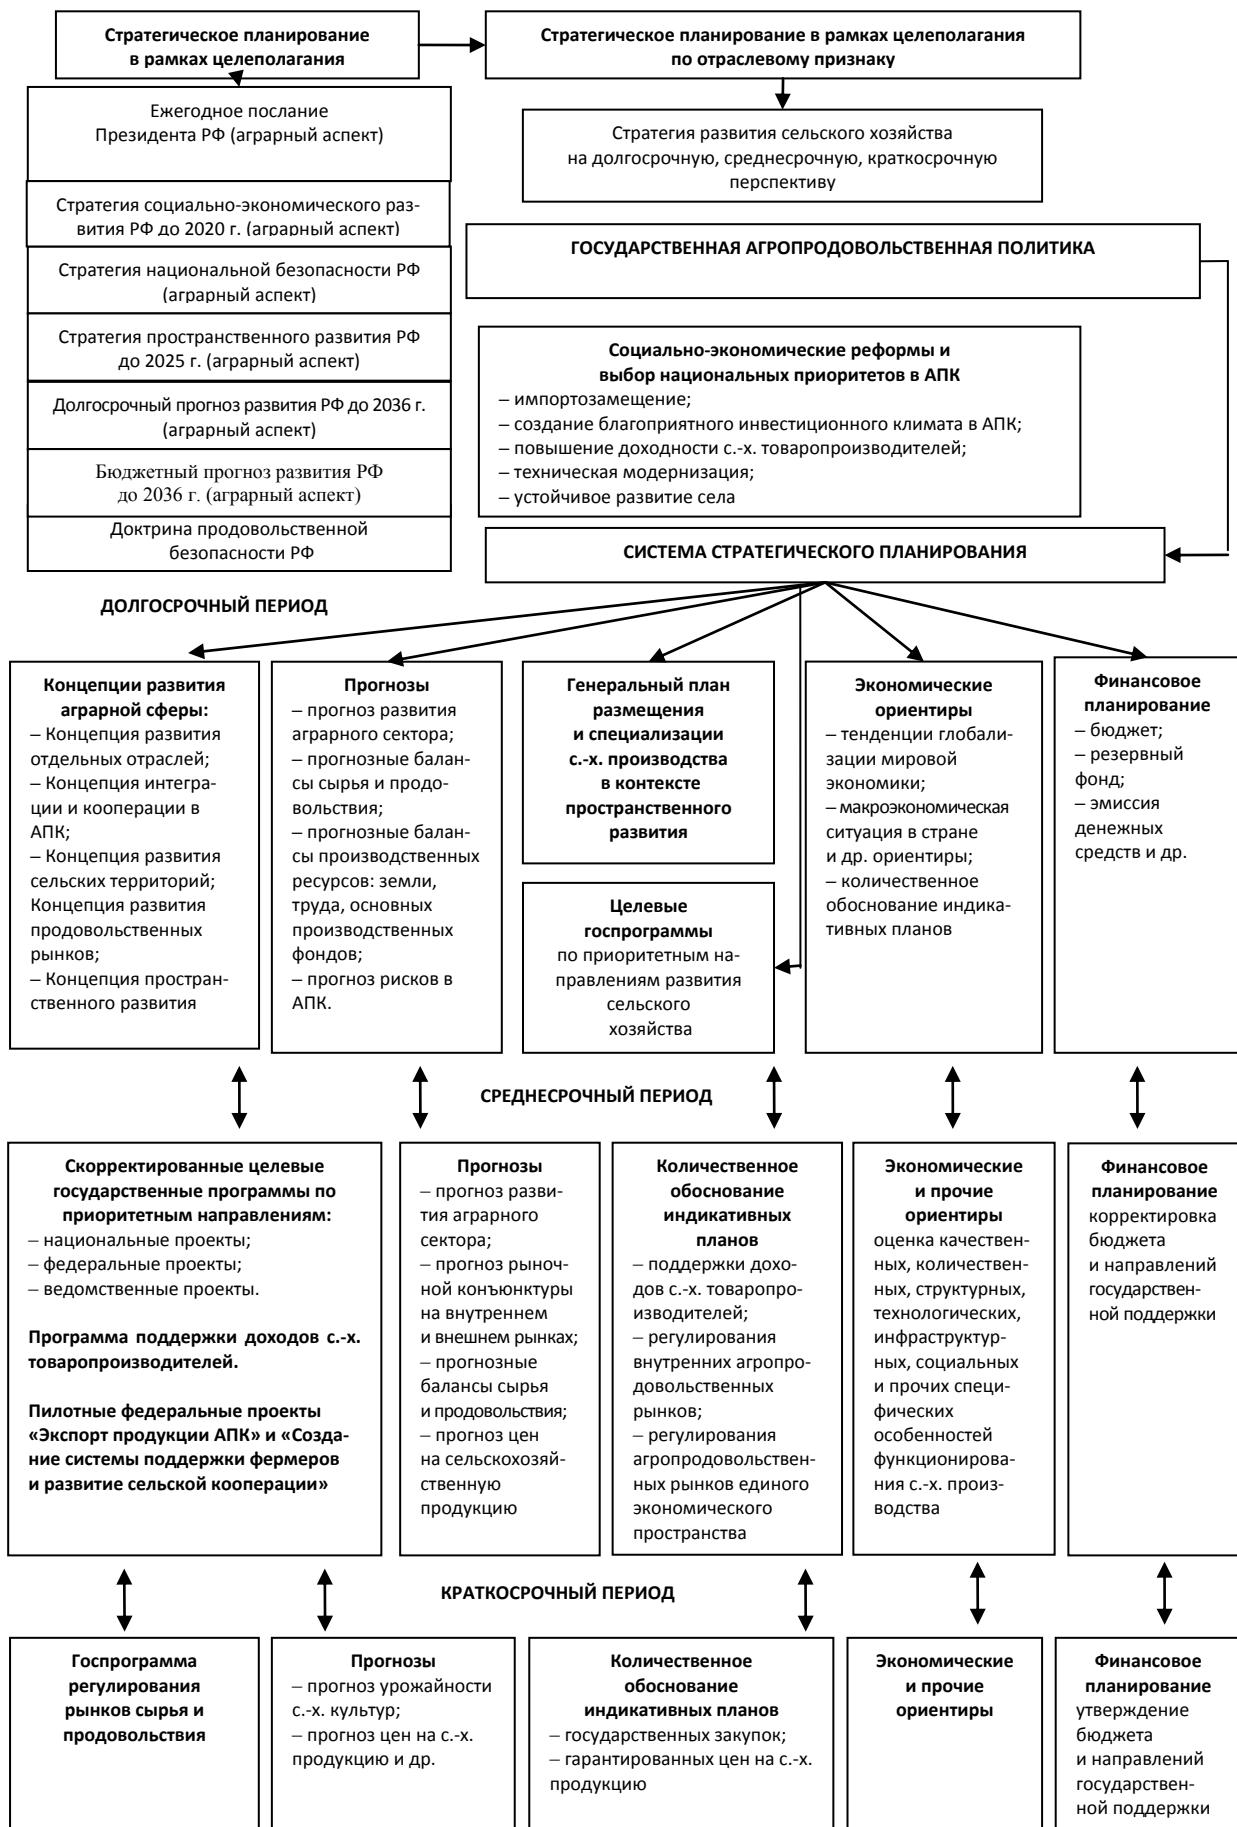 Стратегическое планирование
в рамках целеполагания
Стратегическое планирование в рамках целеполагания
по отраслевому признаку
Ежегодное послание
Президента РФ (аграрный аспект)
Стратегия социально-экономического раз-
вития РФ до 2020 г. (аграрный аспект)
Стратегия национальной безопасности РФ
(аграрный аспект)
Стратегия пространственного развития РФ
до 2025 г. (аграрный аспект)
Долгосрочный прогноз развития РФ до 2036 г.
(аграрный аспект)
Бюджетный прогноз развития РФ
до 2036 г. (аграрный аспект)
Доктрина продовольственной
безопасности РФ
Стратегия развития сельского хозяйства
на долгосрочную, среднесрочную, краткосрочную
перспективу
ГОСУДАРСТВЕННАЯ АГРОПРОДОВОЛЬСТВЕННАЯ ПОЛИТИКА
Социально-экономические реформы и
выбор национальных приоритетов в АПК
– импортозамещение;
– создание благоприятного инвестиционного климата в АПК;
– повышение доходности с.-х. товаропроизводителей;
– техническая модернизация;
– устойчивое развитие села
СИСТЕМА СТРАТЕГИЧЕСКОГО ПЛАНИРОВАНИЯ
ДОЛГОСРОЧНЫЙ ПЕРИОД
Концепции развития
аграрной сферы:
– Концепция развития
отдельных отраслей;
– Концепция интегра-
ции и кооперации в
АПК;
– Концепция развития
сельских территорий;
Концепция развития
продовольственных
рынков;
– Концепция простран-
ственного развития
Прогнозы
– прогноз развития
аграрного сектора;
– прогнозные балан-
сы сырья и продо-
вольствия;
– прогнозные балан-
сы производственных
ресурсов: земли,
труда, основных
производственных
фондов;
– прогноз рисков в
АПК.
Генеральный план
размещения
и специализации
с.-х. производства
в контексте
пространственного
развития
Целевые
госпрограммы
по приоритетным на-
правлениям развития
сельского
хозяйства
Экономические
ориентиры
– тенденции глобали-
зации мировой
экономики;
– макроэкономическая
ситуация в стране
и др. ориентиры;
– количественное
обоснование индика-
тивных планов
Финансовое
планирование
– бюджет;
– резервный
фонд;
– эмиссия
денежных
средств и др.
СРЕДНЕСРОЧНЫЙ ПЕРИОД
Скорректированные целевые
государственные программы по
приоритетным направлениям:
– национальные проекты;
– федеральные проекты;
– ведомственные проекты.
Программа поддержки доходов с.-х.
товаропроизводителей.
Пилотные федеральные проекты
«Экспорт продукции АПК» и «Созда-
ние системы поддержки фермеров
и развитие сельской кооперации»
Прогнозы
– прогноз разви-
тия аграрного
сектора;
– прогноз рыноч-
ной конъюнктуры
на внутреннем
и внешнем рынках;
– прогнозные
балансы сырья
и продовольствия;
– прогноз цен
на сельскохозяй-
ственную
продукцию
Количественное
обоснование
индикативных
планов
– поддержки дохо-
дов с.-х. товаропро-
изводителей;
– регулирования
внутренних агропро-
довольственных
рынков;
– регулирования
агропродовольствен-
ных рынков единого
экономического
пространства
Экономические
и прочие
ориентиры
оценка качествен-
ных, количествен-
ных, структурных,
технологических,
инфраструктур-
ных, социальных
и прочих специ-
фических
особенностей
функционирова-
ния с.-х. произ-
водства
Финансовое
планирование
корректировка
бюджета
и направлений
государствен-
ной поддержки
КРАТКОСРОЧНЫЙ ПЕРИОД
Госпрограмма
регулирования
рынков сырья и
продовольствия
Прогнозы
– прогноз урожайности
с.-х. культур;
– прогноз цен на с.-х.
продукцию и др.
Количественное
обоснование
индикативных планов
– государственных закупок;
– гарантированных цен на с.-х.
продукцию
Экономические
и прочие
ориентиры
Финансовое
планирование
утверждение
бюджета
и направлений
государствен-
ной поддержки